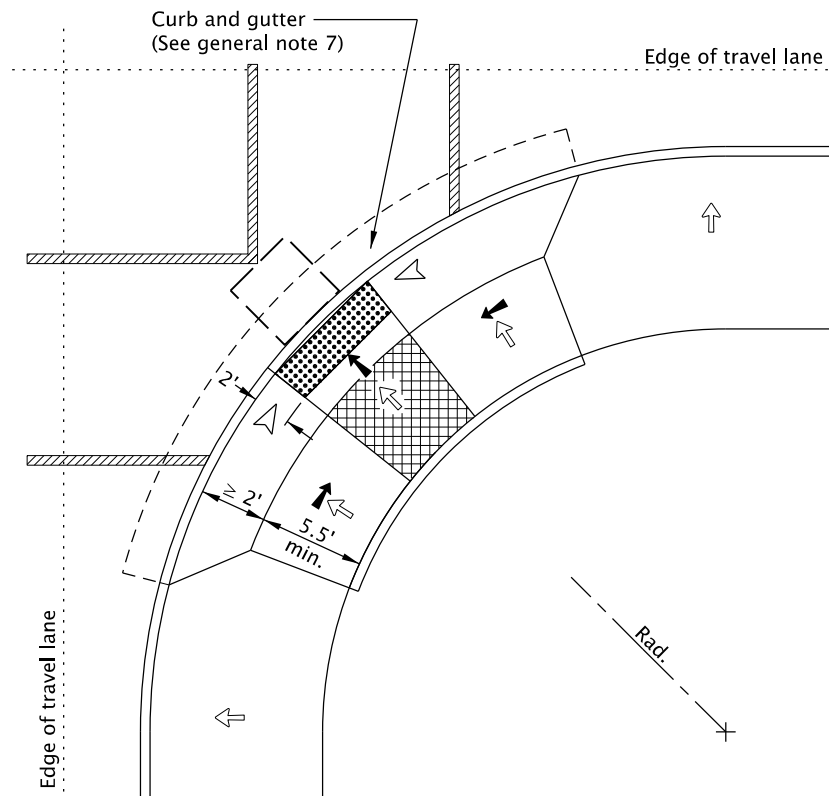 Curb and gutter
(See general note 7)
Edge of travel lane
2'
≥ 2'
5.5'
min.
Rad.
Edge of travel lane